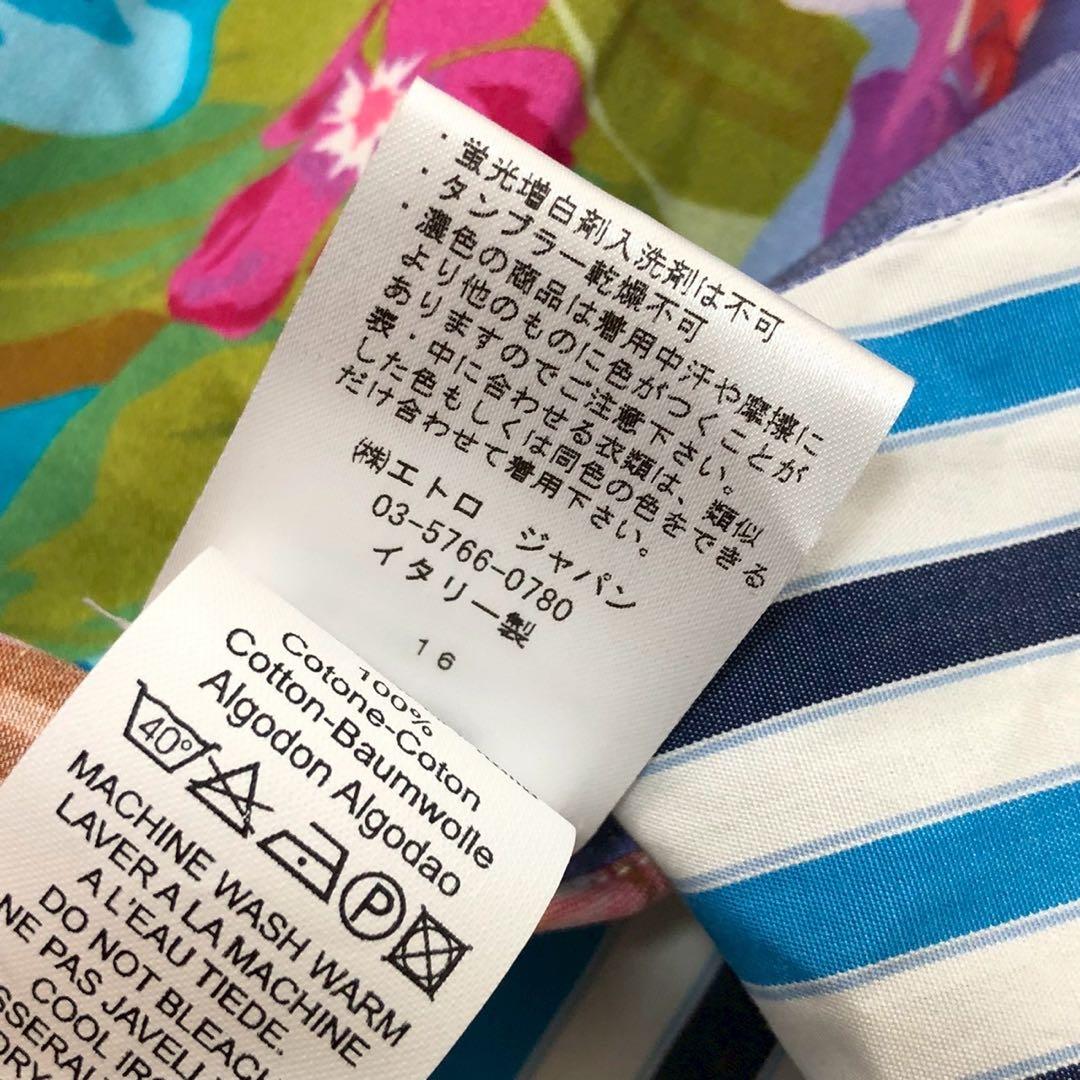 ・蛍光増白剤入洗剤は不可
・タンブラー乾燥不可
・濃色の商品は着用中汗や摩擦に
より他のものに色がつくことが
ありますのでご注意下さい。
又、中に合わせる衣類は、類似
した色もしくは同色の色をできる
だけ合わせて着用下さい。
㈱エトロ ジャパン
03-5766-0780
イタリー製
16
100%
Cotone-Coton
Cotton-Baumwolle
Algodon Algodao
40°
P
MACHINE WASH WARM
LAVER A LA MACHINE
A L'EAU TIEDE.
DO NOT BLEACH
NE PAS JAVELL
COOL IRO